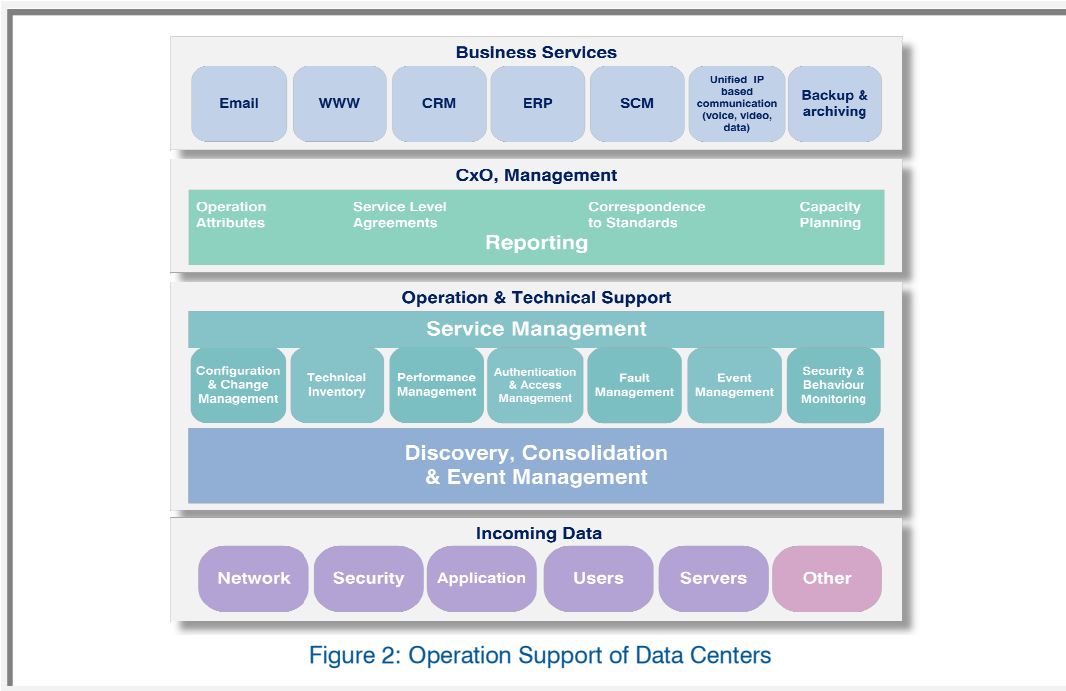 Business Services
Email
WWW
CRM
ERP
SCM
Unified IP
based
communication
(voice, video,
data)
Backup &
archiving
CxO, Management
Operation
Attributes
Service Level
Agreements
Correspondence
to Standards
Capacity
Planning
Reporting
Operation & Technical Support
Service Management
Configuration
& Change
Management
Technical
Inventory
Performance
Management
Authentication
& Access
Management
Fault
Management
Event
Management
Security &
Behaviour
Monitoring
Discovery, Consolidation
& Event Management
Incoming Data
Network
Security
Application
Users
Servers
Other
Figure 2: Operation Support of Data Centers